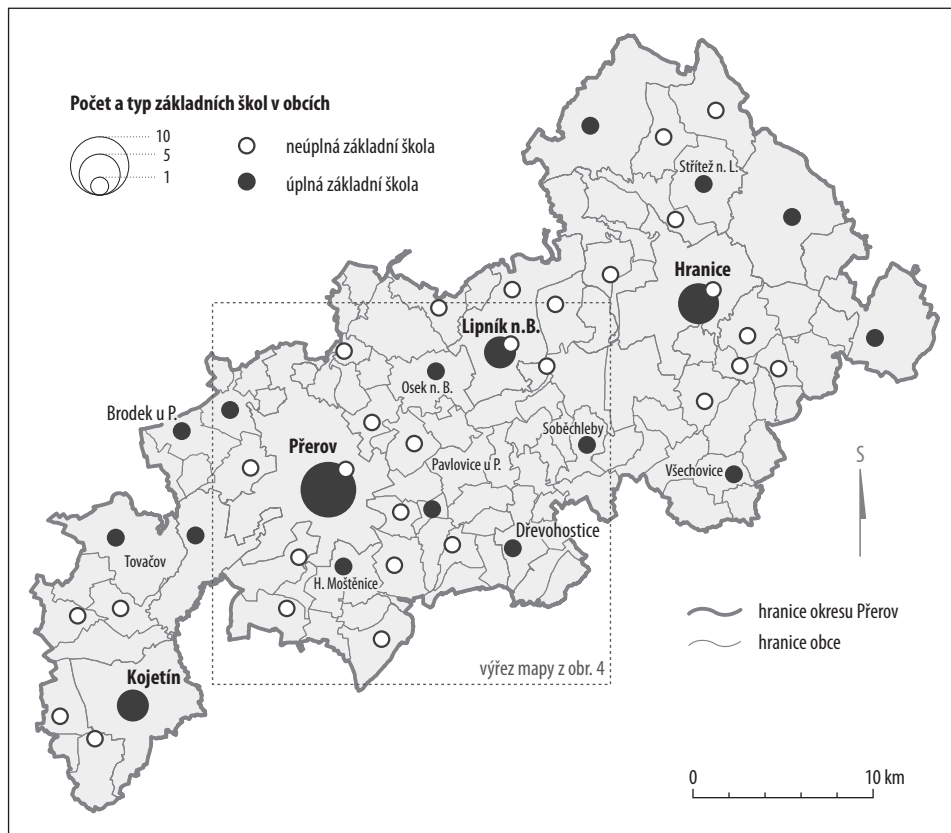 Počet a typ základních škol v obcích
10
5
1
neúplná základní škola
úplná základní škola
Střítež n. L.
Hranice
Lipník n.B.
Osek n. B.
Brodek u P.
Soběchleby
Přerov
Pavlovice u P.
Všechovice
S
Dřevohostice
Tovačov
H. Moštěnice
hranice okresu Přerov
hranice obce
výřez mapy z obr. 4
Kojetín
0 10 km